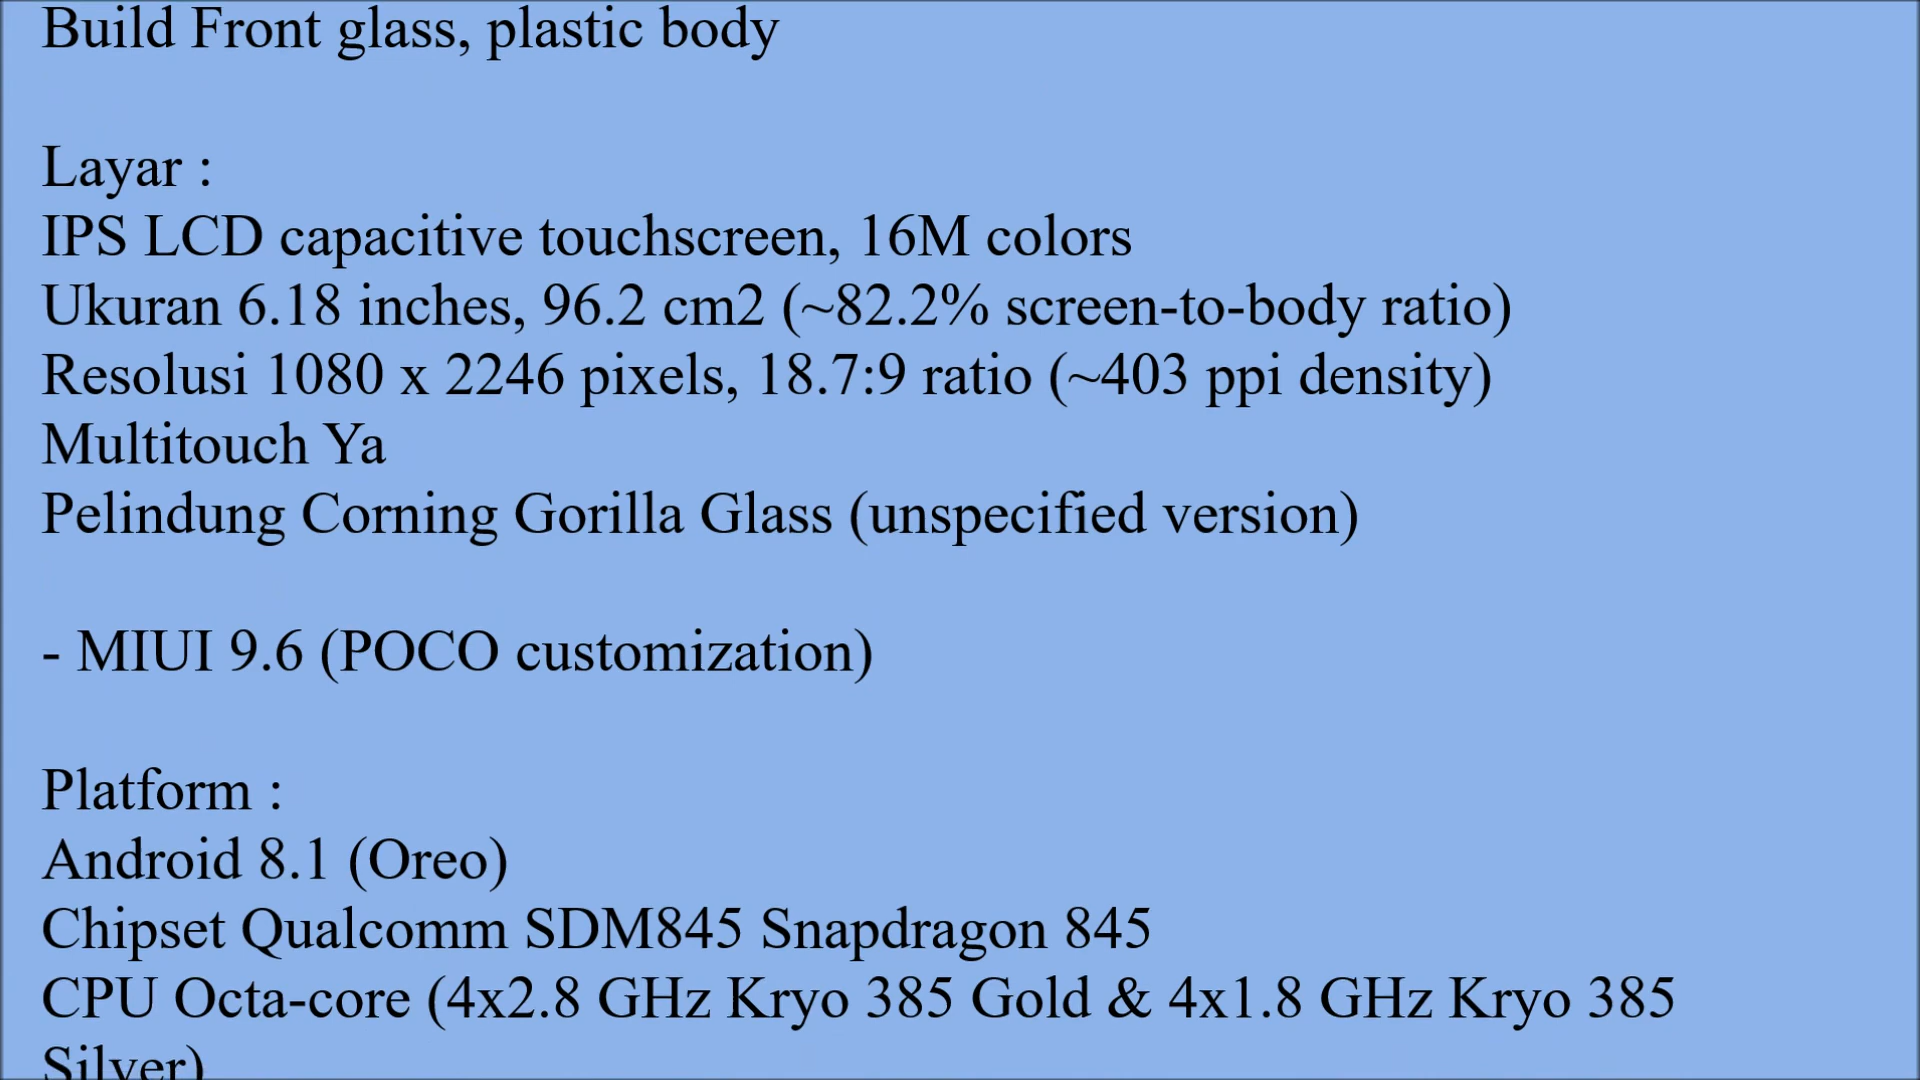 Build Front glass, plastic body
Layar :
IPS LCD capacitive touchscreen, 16M colors
Ukuran 6.18 inches, 96.2 cm2 (~82.2% screen-to-body ratio)
Resolusi 1080 x 2246 pixels, 18.7:9 ratio (~403 ppi density)
Multitouch Ya
Pelindung Corning Gorilla Glass (unspecified version)
- MIUI 9.6 (POCO customization)
Platform :
Android 8.1 (Oreo)
Chipset Qualcomm SDM845 Snapdragon 845
CPU Octa-core (4x2.8 GHz Kryo 385 Gold & 4x1.8 GHz Kryo 385
Silver)